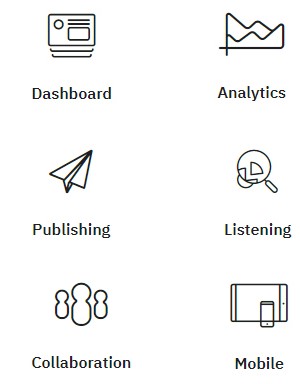 Dashboard
Analytics
Publishing
Listening
Collaboration
Mobile